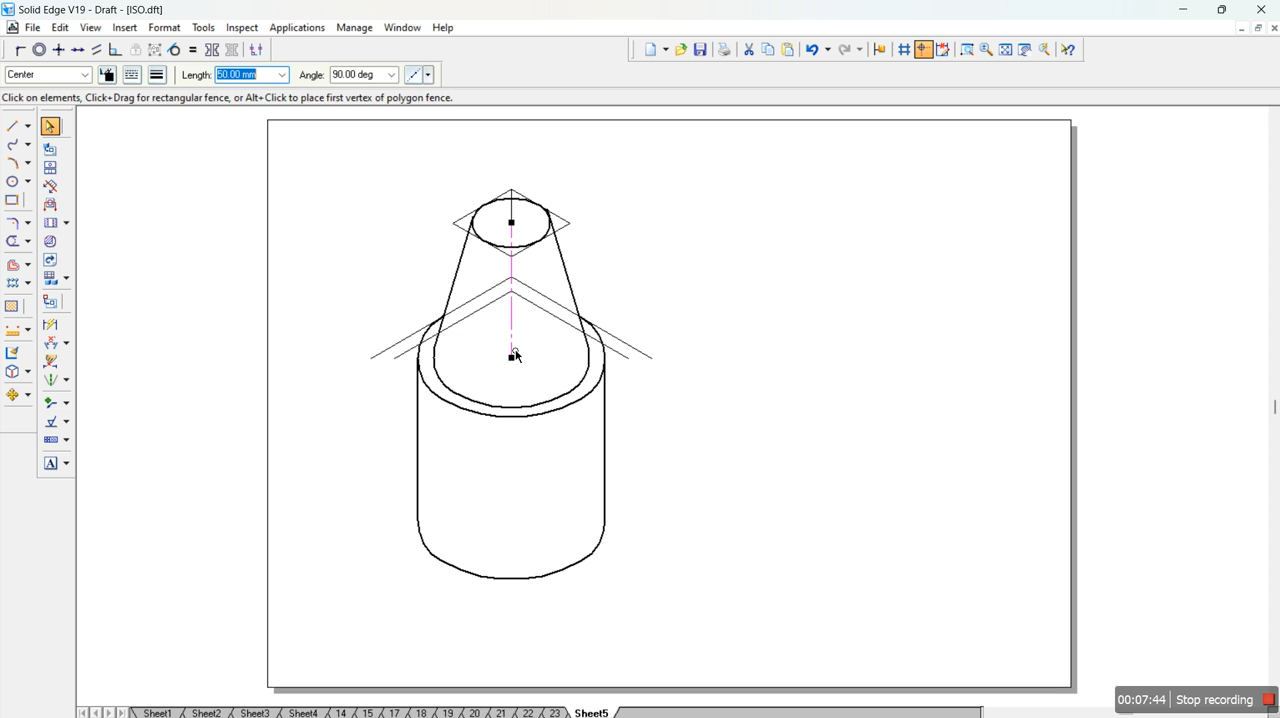 Solid Edge V19 - Draft - [ISO.dft]
File Edit View Insert Format Tools Inspect Applications Manage Window Help
Center Length: 50.00 mm Angle: 90.00 deg
Click on elements, Click+Drag for rectangular fence, or Alt+Click to place first vertex of polygon fence.
A
00:07:44 Stop recording
Sheet1 Sheet2 Sheet3 Sheet4 14 15 17 18 19 20 21 22 23 Sheet5